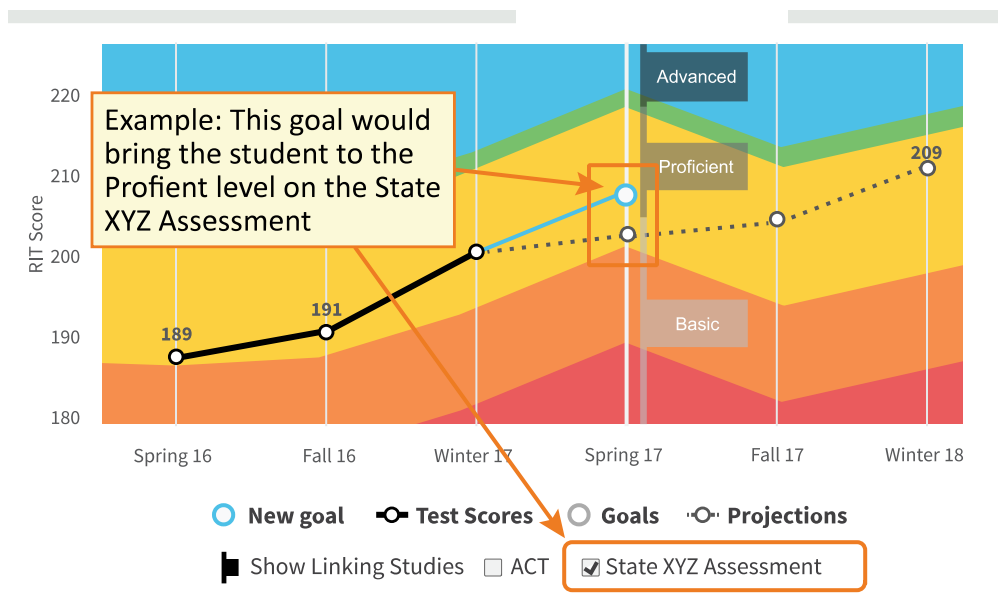 220
210
200
190
180
RIT Score
Example: This goal would
bring the student to the
Profient level on the State
XYZ Assessment
Advanced
Proficient
Basic
189
191
209
Spring 16
Fall 16
Winter 17
Spring 17
Fall 17
Winter 18
New goal
Test Scores
Goals
Projections
Show Linking Studies
ACT
State XYZ Assessment